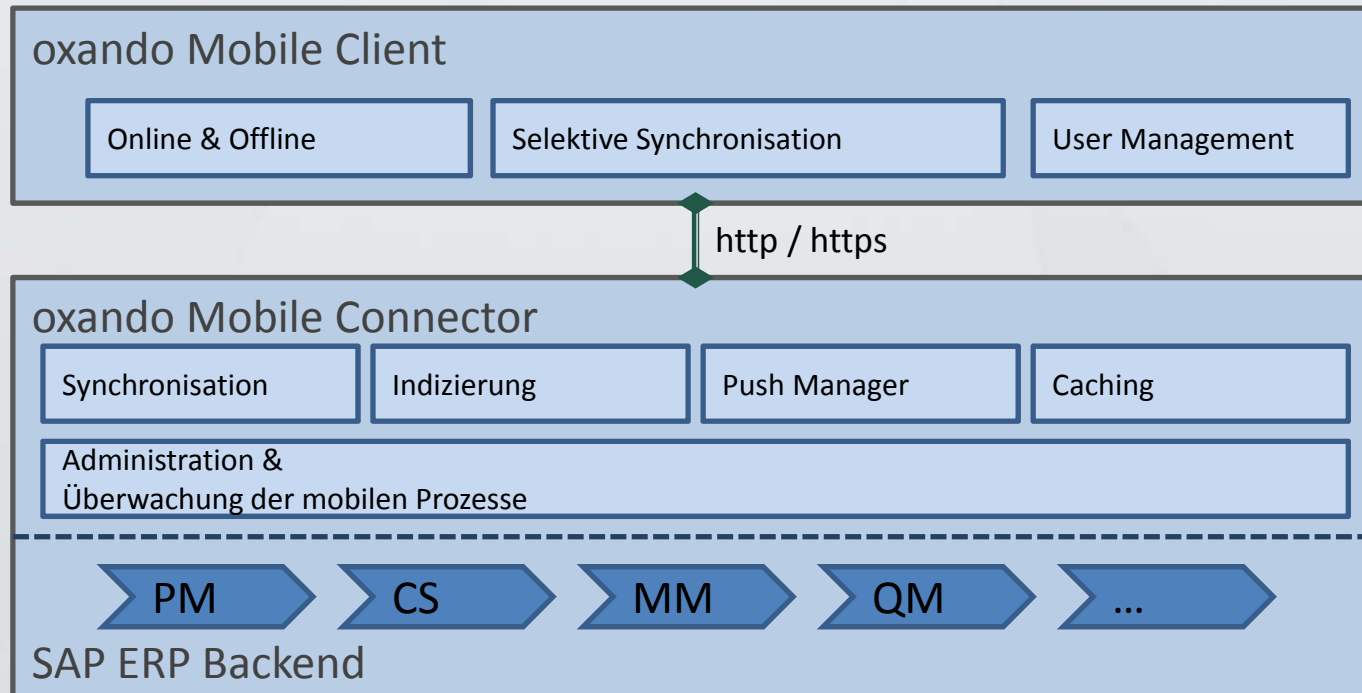 oxando Mobile Client
Online & Offline
Selektive Synchronisation
User Management
http / https
oxando Mobile Connector
Synchronisation
Indizierung
Push Manager
Caching
Administration &
Überwachung der mobilen Prozesse
PM
CS
MM
QM
...
SAP ERP Backend